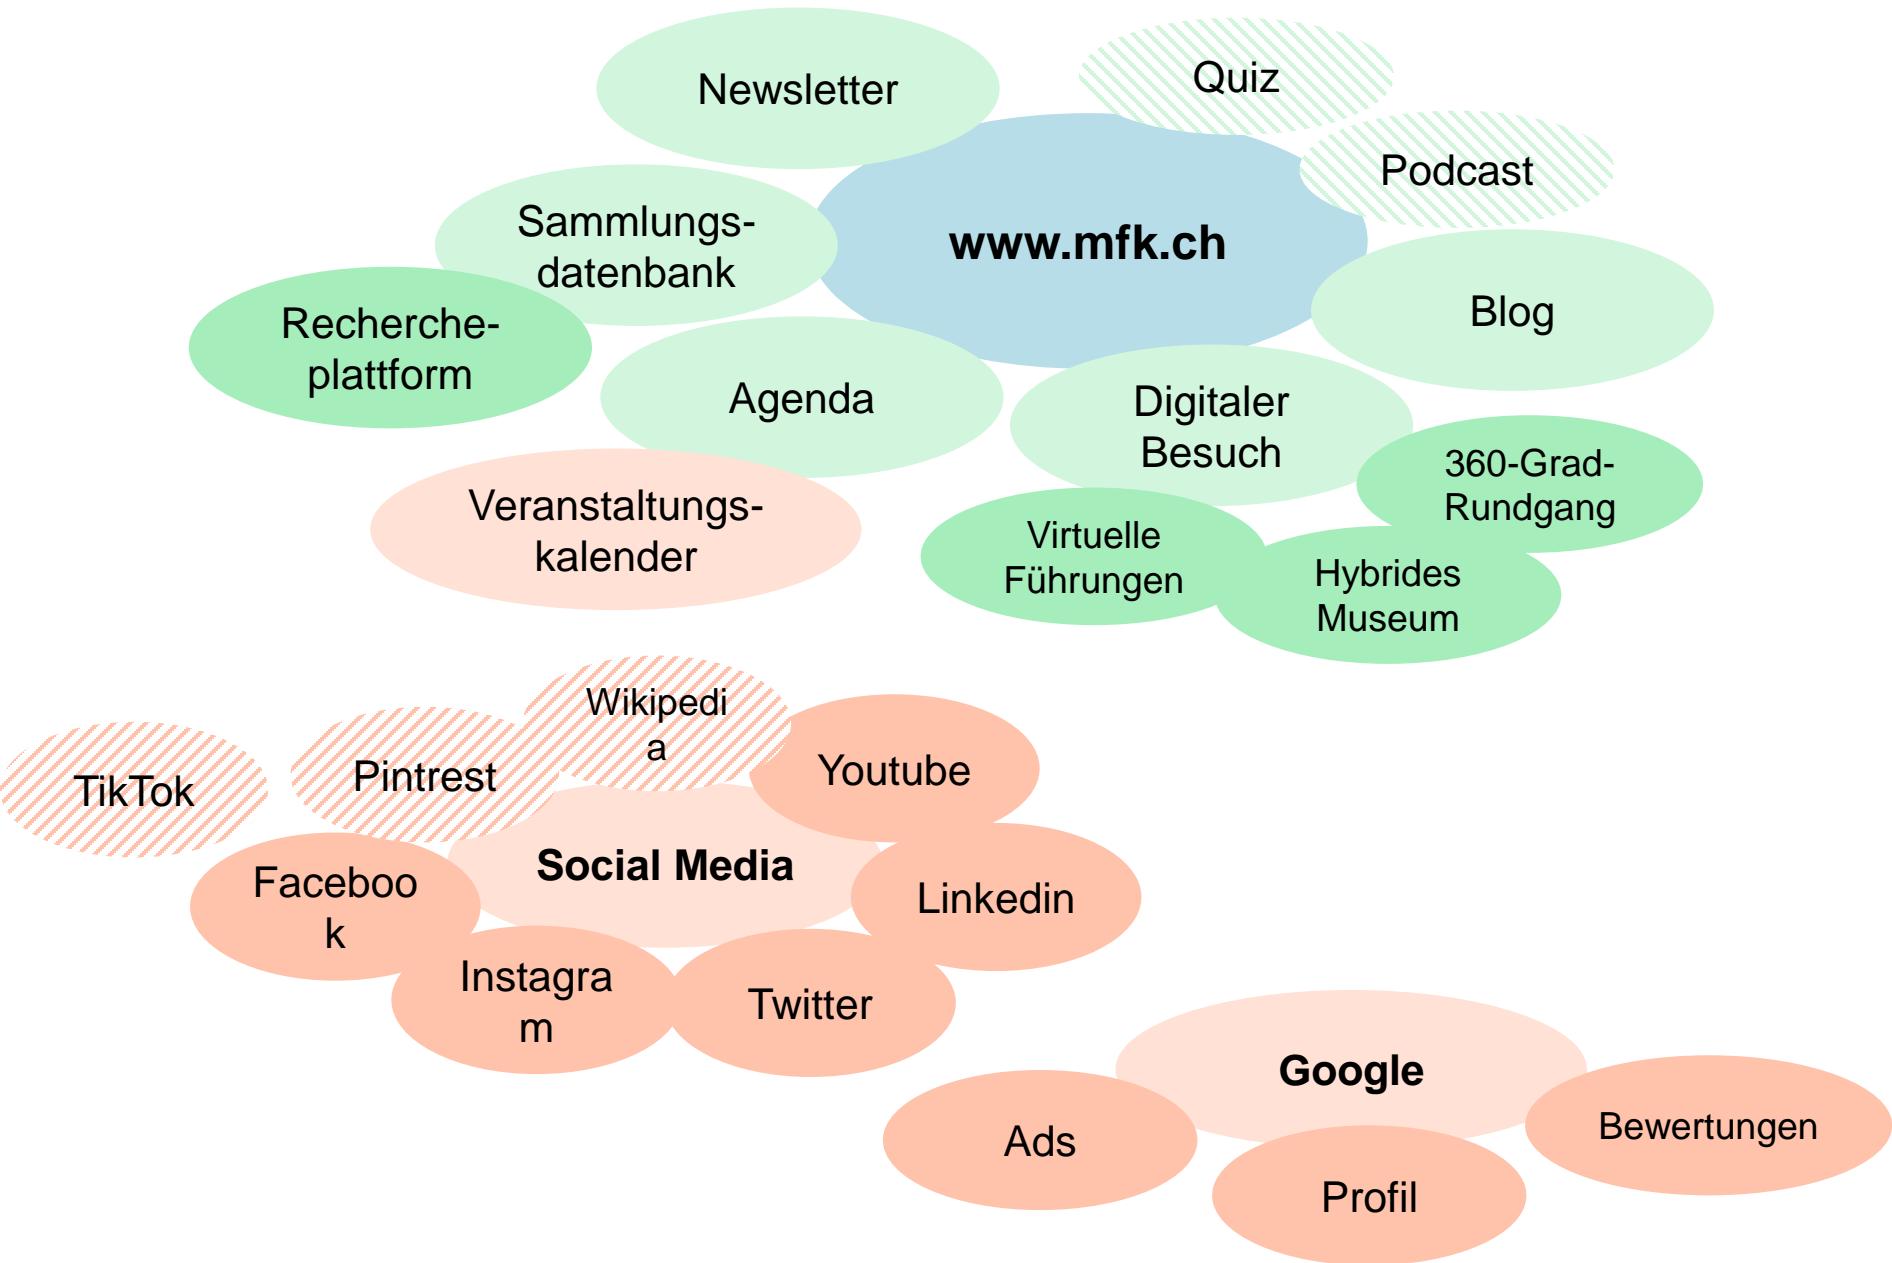 Newsletter
Quiz
Podcast
Sammlungs-
datenbank
www.mfk.ch
Recherche-
plattform
Blog
Agenda
Digitaler
Besuch
360-Grad-
Rundgang
Veranstaltungs-
kalender
Virtuelle
Führungen
Hybrides
Museum
Wikipedi
a
TikTok
Pintrest
Youtube
Social Media
Faceboo
k
Linkedin
Instagra
m
Twitter
Google
Ads
Bewertungen
Profil